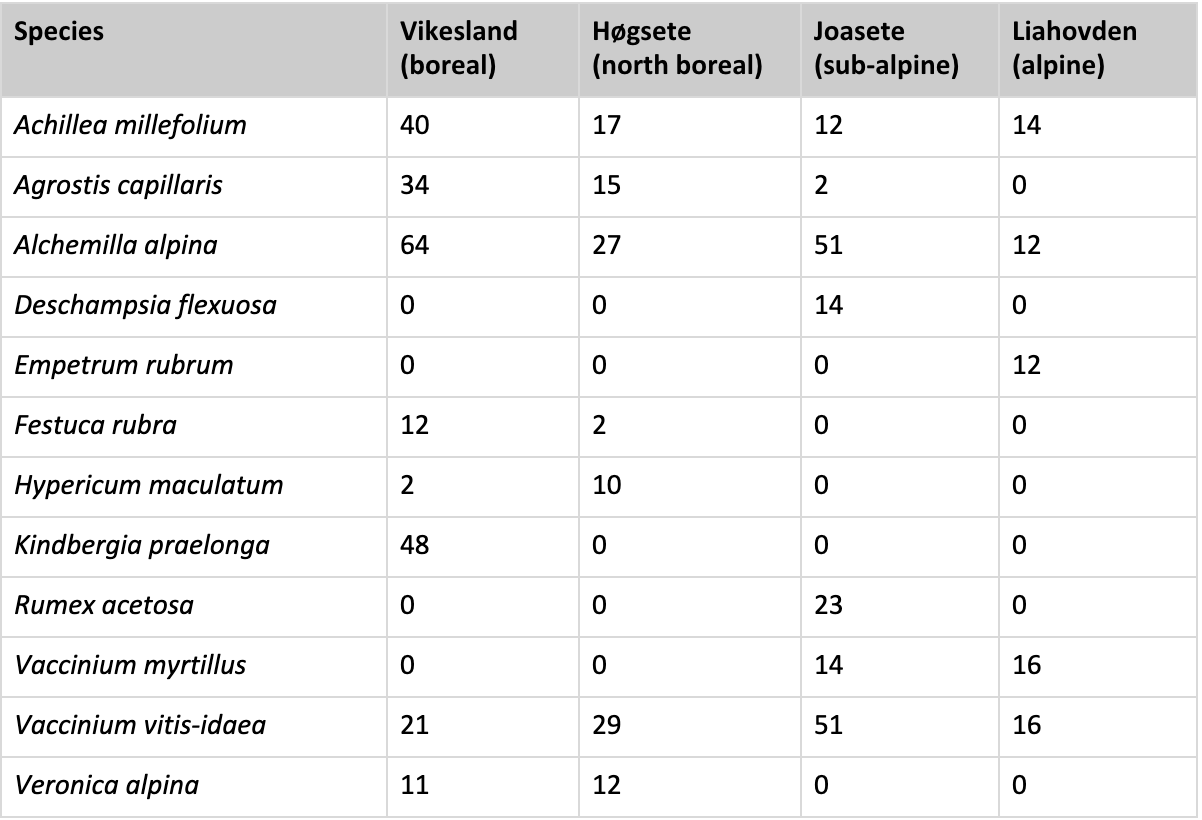 Species Vikesland Høgsete Joasete Liahovden
(boreal) (north boreal) (sub-alpine) (alpine)
Achillea millefolium 40 17 12 14
Agrostis capillaris 34 15 2 0
Alchemilla alpina 64 27 51 12
Deschampsia flexuosa 0 0 14 0
Empetrum rubrum 0 0 0 12
Festuca rubra 12 2 0 0
Hypericum maculatum 2 10 0 0
Kindbergia praelonga 48 0 0 0
Rumex acetosa 0 0 23 0
Vaccinium myrtillus 0 0 14 16
Vaccinium vitis-idaea 21 29 51 16
Veronica alpina 11 12 0 0